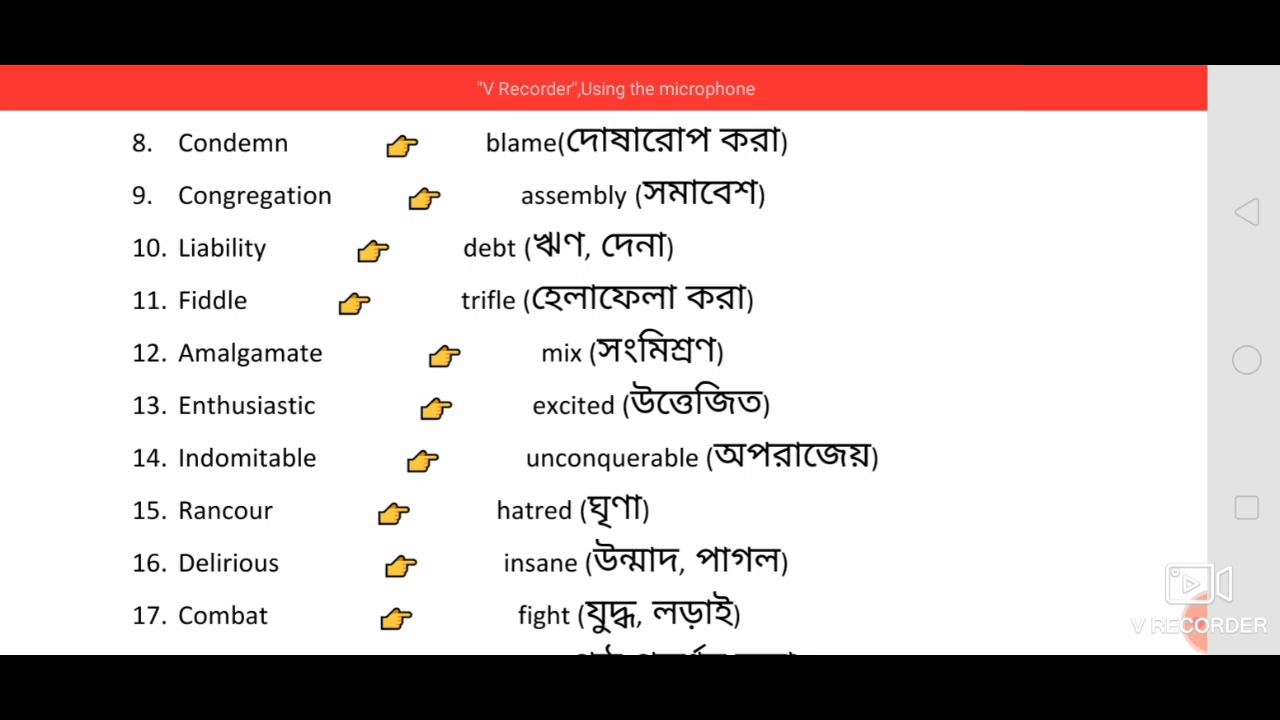 "V Recorder",Using the microphone
8. Condemn 👉 blame(দোষারোপ করা)
9. Congregation 👉 assembly (সমাবেশ)
10. Liability 👉 debt (ঋণ, দেনা)
11. Fiddle 👉 trifle (হেলাফেলা করা)
12. Amalgamate 👉 mix (সংমিশ্রণ)
13. Enthusiastic 👉 excited (উত্তেজিত)
14. Indomitable 👉 unconquerable (অপরাজেয়)
15. Rancour 👉 hatred (ঘৃণা)
16. Delirious 👉 insane (উন্মাদ, পাগল)
17. Combat 👉 fight (যুদ্ধ, লড়াই)
V RECORDER